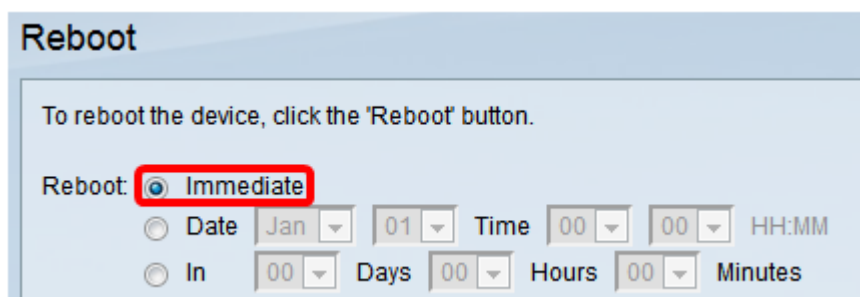 Reboot
To reboot the device, click the 'Reboot' button.
Reboot: Immediate
Date Jan 01 Time 00 00 HH:MM
In 00 Days 00 Hours 00 Minutes